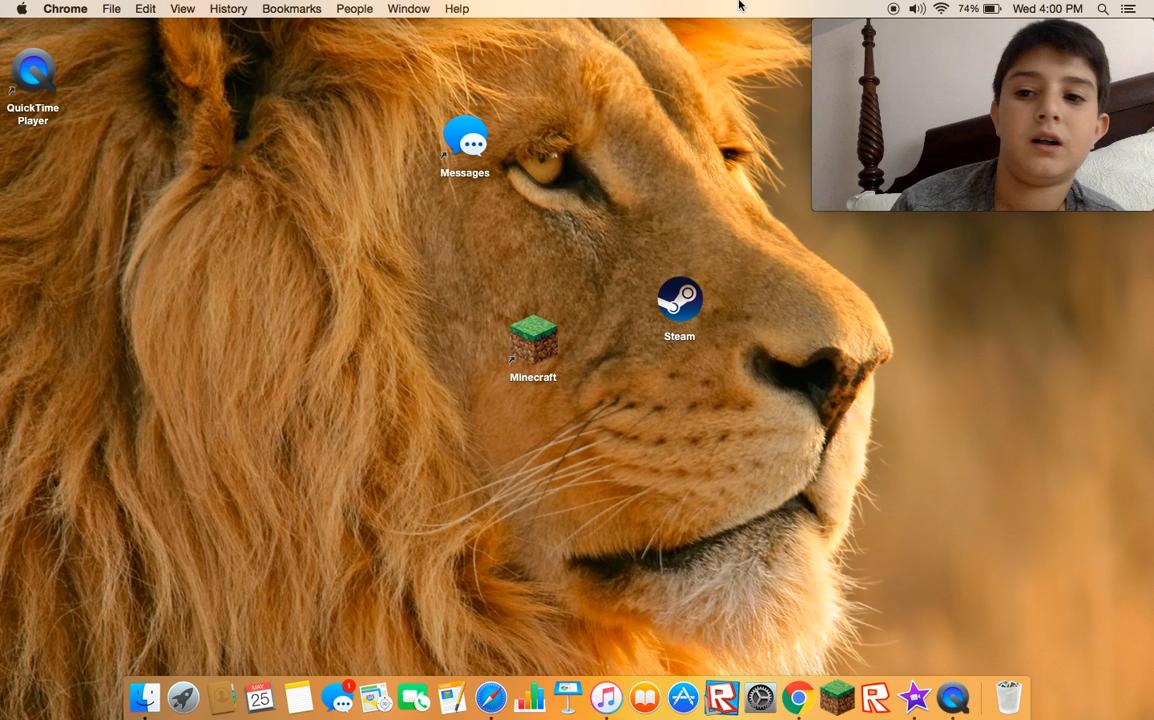 Chrome File Edit View History Bookmarks People Window Help 74% Wed 4:00 PM
QuickTime
Player
Messages
Steam
Minecraft
MAY
25
1